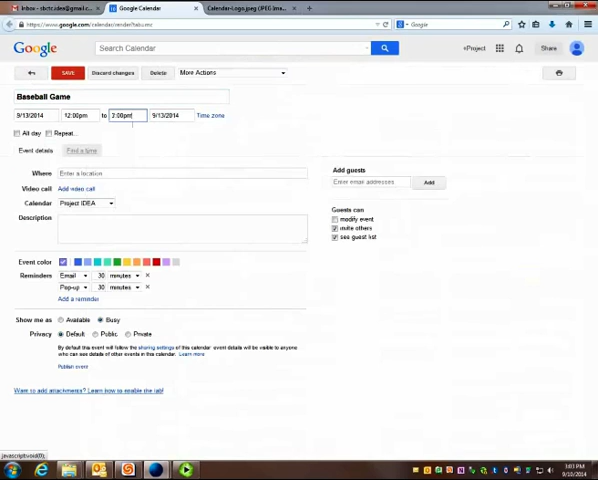 Inbox - sbctc.idea@gmail.c...
Google Calendar
Calendar-Logo.jpeg (JPEG Ima...
https://www.google.com/calendar/render?tab=mc
Google
Google
Search Calendar
+Project
Share
SAVE
Discard changes
Delete
More Actions
Baseball Game
9/13/2014
12:00pm
to
3:00pm
9/13/2014
Time zone
All day
Repeat...
Event details
Find a time
Where
Enter a location
Video call
Add video call
Calendar
Project IDEA
Description
Add guests
Enter email addresses
Add
Guests can
modify event
invite others
see guest list
Event color
Reminders
Email
30
minutes
Pop-up
30
minutes
Add a reminder
Show me as
Available
Busy
Privacy
Default
Public
Private
By default this event will follow the sharing settings of this calendar: event details will be visible to anyone
who can see details of other events in this calendar. Learn more
Publish event
Want to add attachments? Learn how to enable the lab!
javascript:void(0);
3:03 PM
9/10/2014